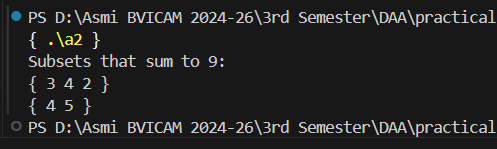 PS D:\Asmi BVICAM 2024-26\3rd Semester\DAA\practical
{ .\a2 }
Subsets that sum to 9:
{ 3 4 2 }
{ 4 5 }
PS D:\Asmi BVICAM 2024-26\3rd Semester\DAA\practical